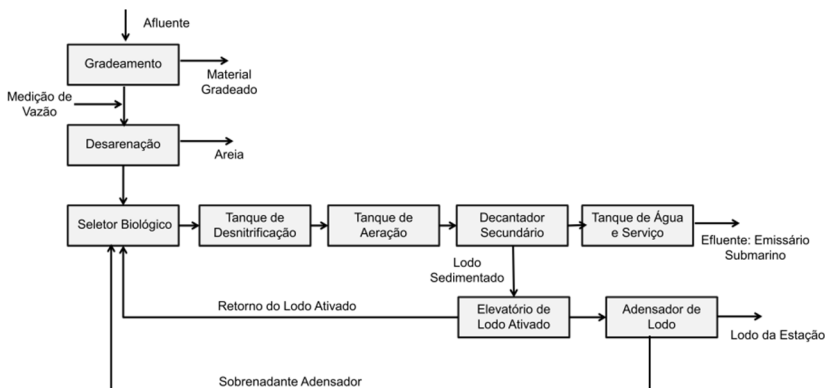 Afluente
Gradeamento
Material
Gradeado
Medição de
Vazão
Desarenação
Areia
Seletor Biológico
Tanque de
Desnitrificação
Tanque de
Aeração
Decantador
Secundário
Tanque de Água
e Serviço
Efluente: Emissário
Submarino
Lodo
Sedimentado
Retorno do Lodo Ativado
Elevatório de
Lodo Ativado
Adensador de
Lodo
Lodo da Estação
Sobrenadante Adensador